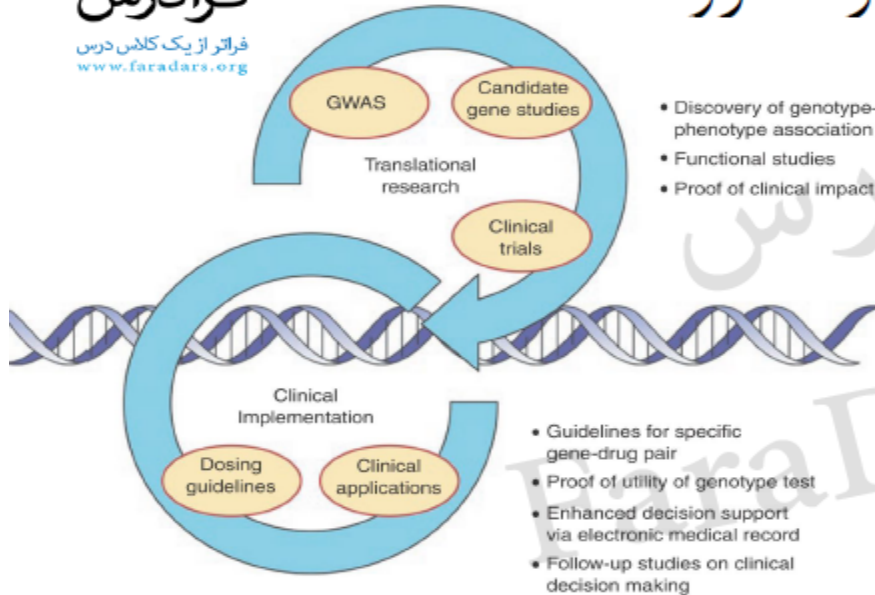 فرادرس
فراتر از یک کلاس درس
www.faradars.org
GWAS
Candidate
gene studies
Translational
research
Clinical
trials
• Discovery of genotype-
phenotype association
• Functional studies
• Proof of clinical impact
Clinical
Implementation
Dosing
guidelines
Clinical
applications
• Guidelines for specific
gene-drug pair
• Proof of utility of genotype test
• Enhanced decision support
via electronic medical record
• Follow-up studies on clinical
decision making